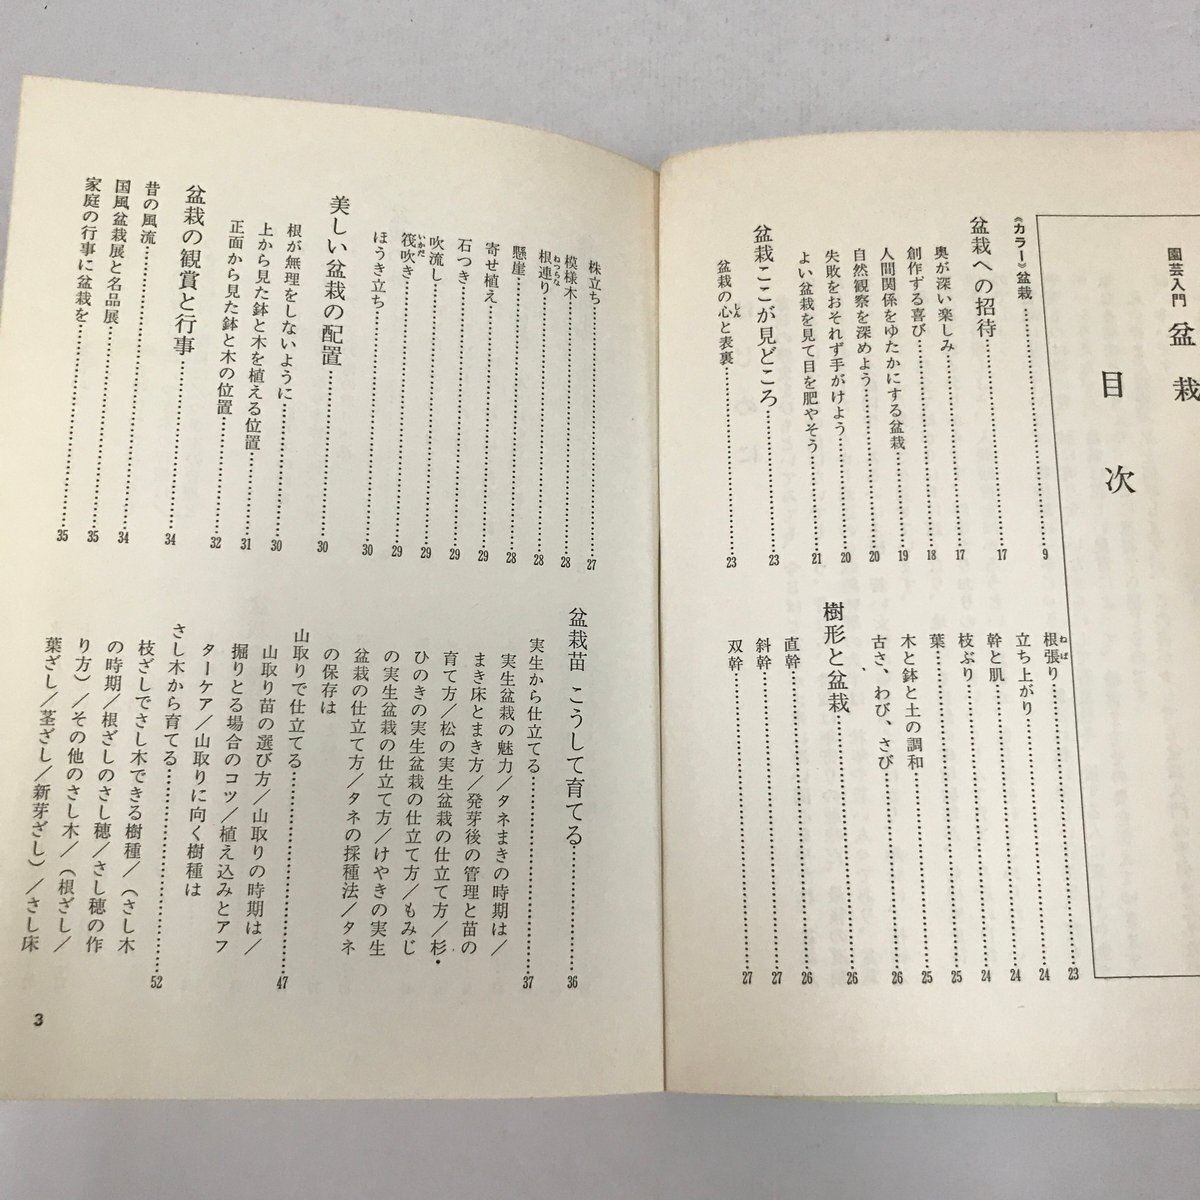 園芸入門 盆栽
目次
《カラー》盆栽……9
盆栽への招待……17
奥が深い楽しみ……17
創作する喜び……18
人間関係をゆたかにする盆栽……19
自然観察を深めよう……20
失敗をおそれず手がけよう……20
よい盆栽を見て目を肥やそう……21
盆栽ここが見どころ……23
盆栽の心と表裏……23
根張り……23
立ち上がり……24
幹と肌……24
枝ぶり……24
葉……25
木と鉢と土の調和……25
古さ、わび、さび……26
樹形と盆栽……26
直幹……26
斜幹……27
双幹……27
株立ち……27
模様木……28
根連り……28
懸崖……28
寄せ植え……29
石つき……29
吹流し……29
筏吹き……29
ほうき立ち……30
美しい盆栽の配置……30
根が無理をしないように……30
上から見た鉢と木を植える位置……31
正面から見た鉢と木の位置……32
盆栽の観賞と行事……34
昔の風流……34
国風盆栽展と名品展……35
家庭の行事に盆栽を……35
盆栽苗 こうして育てる……36
実生から仕立てる……37
実生盆栽の魅力/タネまきの時期は/
まき床とまき方/発芽後の管理と苗の
育て方/松の実生盆栽の仕立て方/杉・
ひのきの実生盆栽の仕立て方/もみじ
の実生盆栽の仕立て方/けやきの実生
盆栽の仕立て方/タネの採種法/タネ
の保存は
山取りで仕立てる……47
山取り苗の選び方/山取りの時期は/
掘りとる場合のコツ/植え込みとアフ
ターケア/山取りに向く樹種は
さし木から育てる……52
枝ざしでさし木できる樹種/(さし木
の時期/根ざしのさし穂/さし穂の作
り方)/その他のさし木/(根ざし/
葉ざし/茎ざし/新芽ざし)/さし床
3